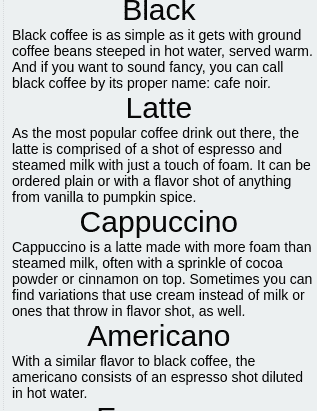 Black
Black coffee is as simple as it gets with ground
coffee beans steeped in hot water, served warm.
And if you want to sound fancy, you can call
black coffee by its proper name: cafe noir.
Latte
As the most popular coffee drink out there, the
latte is comprised of a shot of espresso and
steamed milk with just a touch of foam. It can be
ordered plain or with a flavor shot of anything
from vanilla to pumpkin spice.
Cappuccino
Cappuccino is a latte made with more foam than
steamed milk, often with a sprinkle of cocoa
powder or cinnamon on top. Sometimes you can
find variations that use cream instead of milk or
ones that throw in flavor shot, as well.
Americano
With a similar flavor to black coffee, the
americano consists of an espresso shot diluted
in hot water.